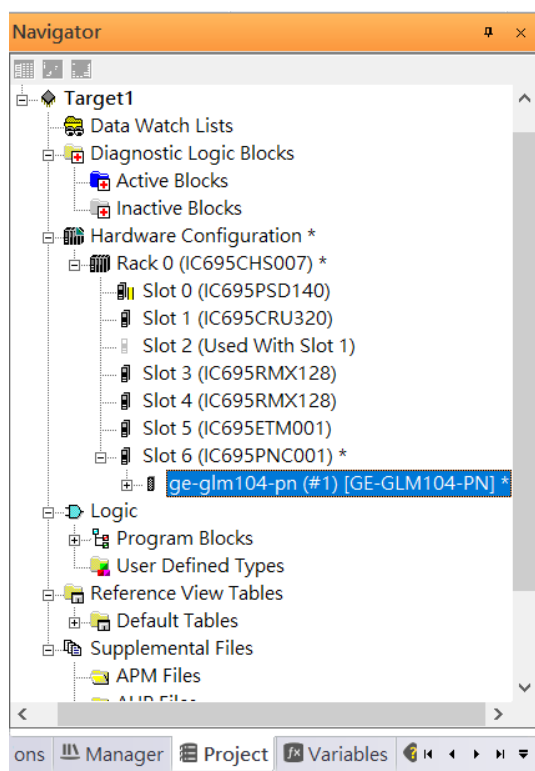 Navigator
Target1
Data Watch Lists
Diagnostic Logic Blocks
Active Blocks
Inactive Blocks
Hardware Configuration *
Rack 0 (IC695CHS007) *
Slot 0 (IC695PSD140)
Slot 1 (IC695CRU320)
Slot 2 (Used With Slot 1)
Slot 3 (IC695RMX128)
Slot 4 (IC695RMX128)
Slot 5 (IC695ETM001)
Slot 6 (IC695PNC001) *
ge-glm104-pn (#1) [GE-GLM104-PN] *
Logic
Program Blocks
User Defined Types
Reference View Tables
Default Tables
Supplemental Files
APM Files
ons Manager Project Variables